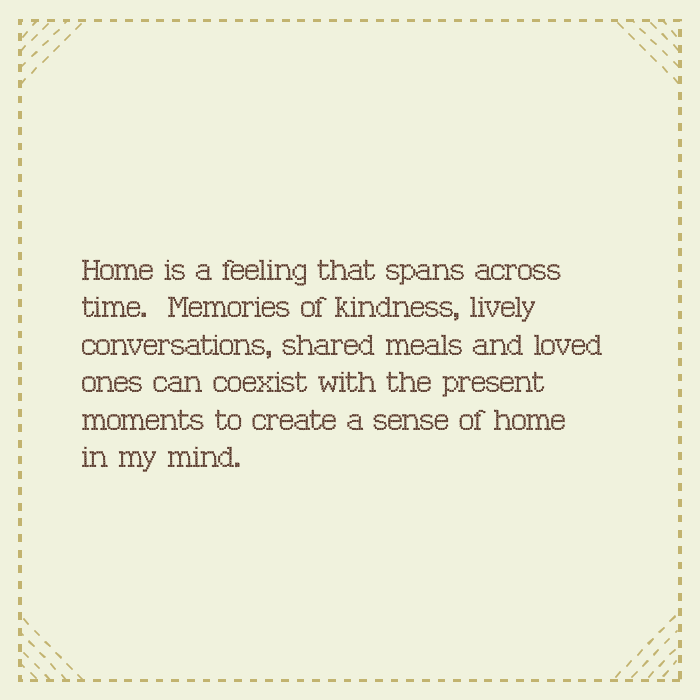 Home is a feeling that spans across
time.  Memories of kindness, lively
conversations, shared meals and loved
ones can coexist with the present
moments to create a sense of home
in my mind.